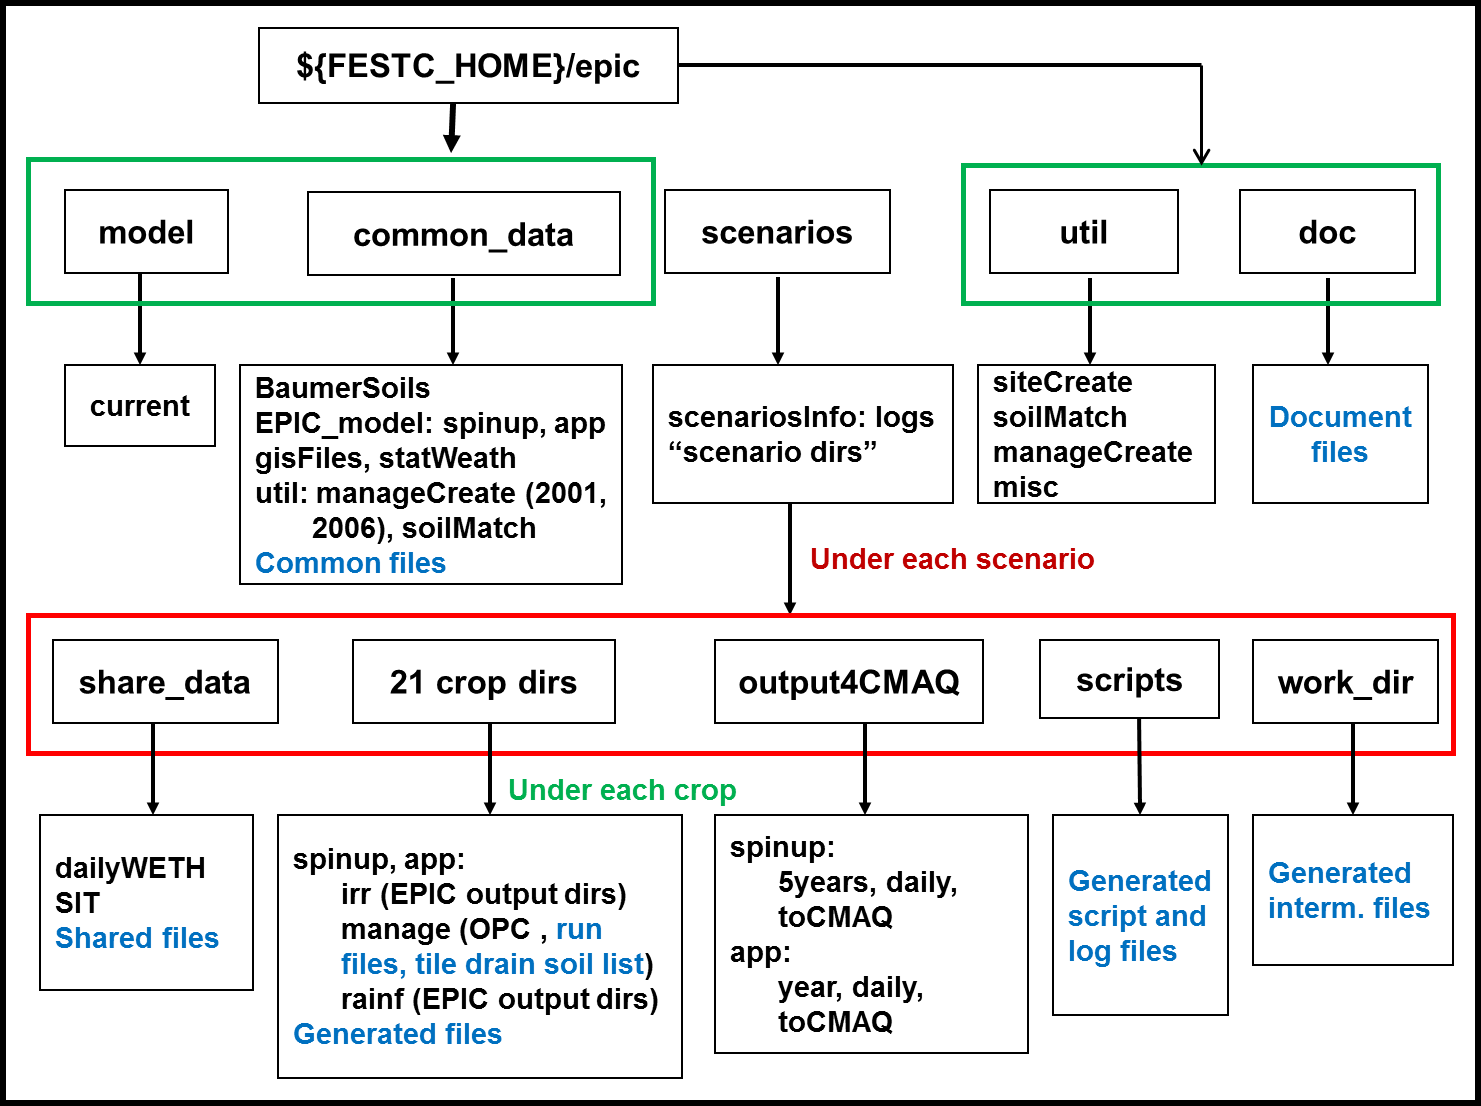 ${FESTC_HOME}/epic
model
common_data
scenarios
util
doc
current
BaumerSoils
EPIC_model: spinup, app
gisFiles, statWeath
util: manageCreate (2001,
2006), soilMatch
Common files
scenariosInfo: logs
“scenario dirs”
siteCreate
soilMatch
manageCreate
misc
Document
files
Under each scenario
share_data
21 crop dirs
output4CMAQ
scripts
work_dir
Under each crop
dailyWETH
SIT
Shared files
spinup, app:
irr (EPIC output dirs)
manage (OPC , run
files, tile drain soil list)
rainf (EPIC output dirs)
Generated files
spinup:
5years, daily,
toCMAQ
app:
year, daily,
toCMAQ
Generated
script and
log files
Generated
interm. files